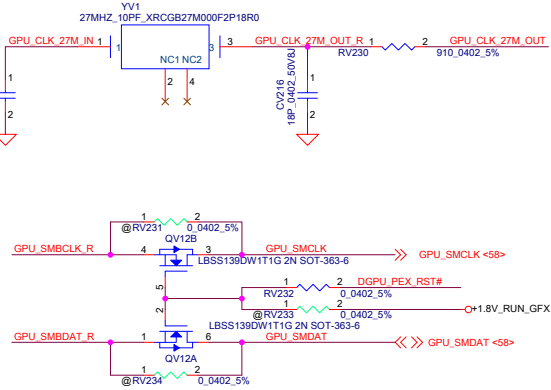 YV1
27MHZ_10PF_XRCGB27M000F2P18R0
GPU_CLK_27M_IN 1 1 3 3 GPU_CLK_27M_OUT_R 1 2 GPU_CLK_27M_OUT
RV230 910_0402_5%
NC1 NC2
2 4
1
2
1
2
CV216
18P_0402_50V8J
1 2
@RV231 0_0402_5%
QV12B
GPU_SMBCLK_R 4 3 GPU_SMCLK GPU_SMCLK <58>
LBSS139DW1T1G 2N SOT-363-6
5
1 2 DGPU_PEX_RST#
RV232 0_0402_5%
2
1 2 +1.8V_RUN_GFX
@RV233 0_0402_5%
LBSS139DW1T1G 2N SOT-363-6
GPU_SMBDAT_R 1 6 GPU_SMDAT GPU_SMDAT <58>
QV12A
1 2
@RV234 0_0402_5%